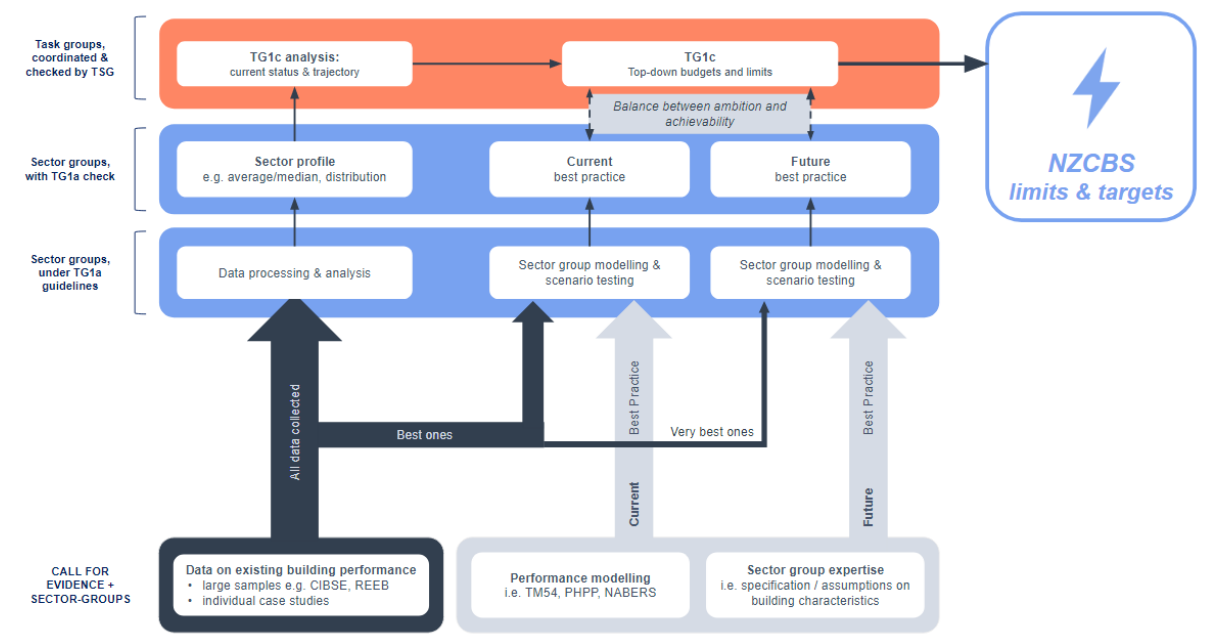 Task groups,
coordinated &
checked by TSG
TG1c analysis:
current status & trajectory
TG1c
Top-down budgets and limits
Balance between ambition and
achievability
NZCBS
limits & targets
Sector groups,
with TG1a check
Sector profile
e.g. average/median, distribution
Current
best practice
Future
best practice
Sector groups,
under TG1a
guidelines
Data processing & analysis
Sector group modelling &
scenario testing
Sector group modelling &
scenario testing
All data collected
Best ones
Very best ones
Current Best Practice
Future Best Practice
CALL FOR
EVIDENCE +
SECTOR-GROUPS
Data on existing building performance
• large samples e.g. CIBSE, REEB
• individual case studies
Performance modelling
i.e. TM54, PHPP, NABERS
Sector group expertise
i.e. specification / assumptions on
building characteristics